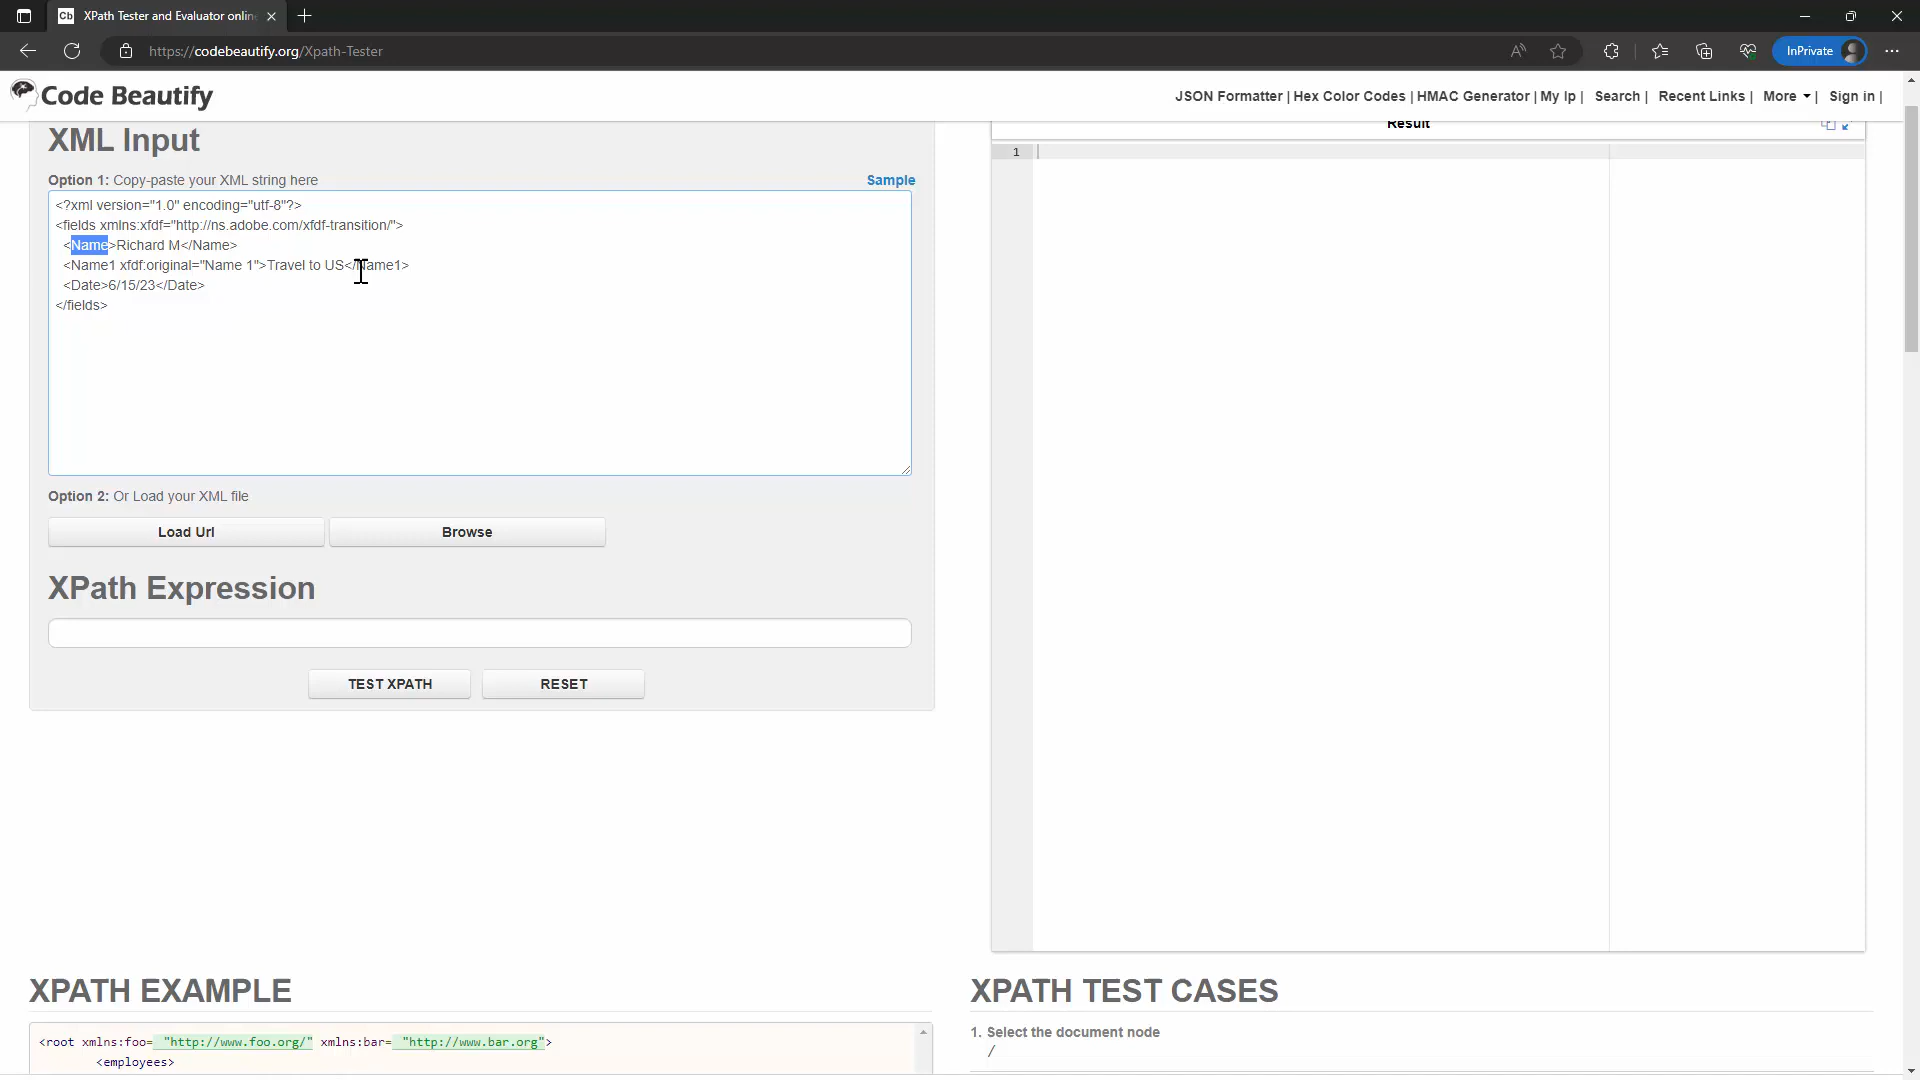 Cb XPath Tester and Evaluator onlin
https://codebeautify.org/Xpath-Tester
InPrivate
Code Beautify
JSON Formatter | Hex Color Codes | HMAC Generator | My Ip | Search | Recent Links | More | Sign in |
XML Input
Option 1: Copy-paste your XML string here
Sample
<?xml version="1.0" encoding="utf-8"?>
<fields xmlns:xfdf="http://ns.adobe.com/xfdf-transition/">
<Name>Richard M</Name>
<Name1 xfdf:original="Name 1">Travel to US</Name1>
<Date>6/15/23</Date>
</fields>
Option 2: Or Load your XML file
Load Url
Browse
XPath Expression
TEST XPATH
RESET
Result
1
XPATH EXAMPLE
<root xmlns:foo= "http://www.foo.org/" xmlns:bar= "http://www.bar.org">
<employees>
XPATH TEST CASES
1. Select the document node
/